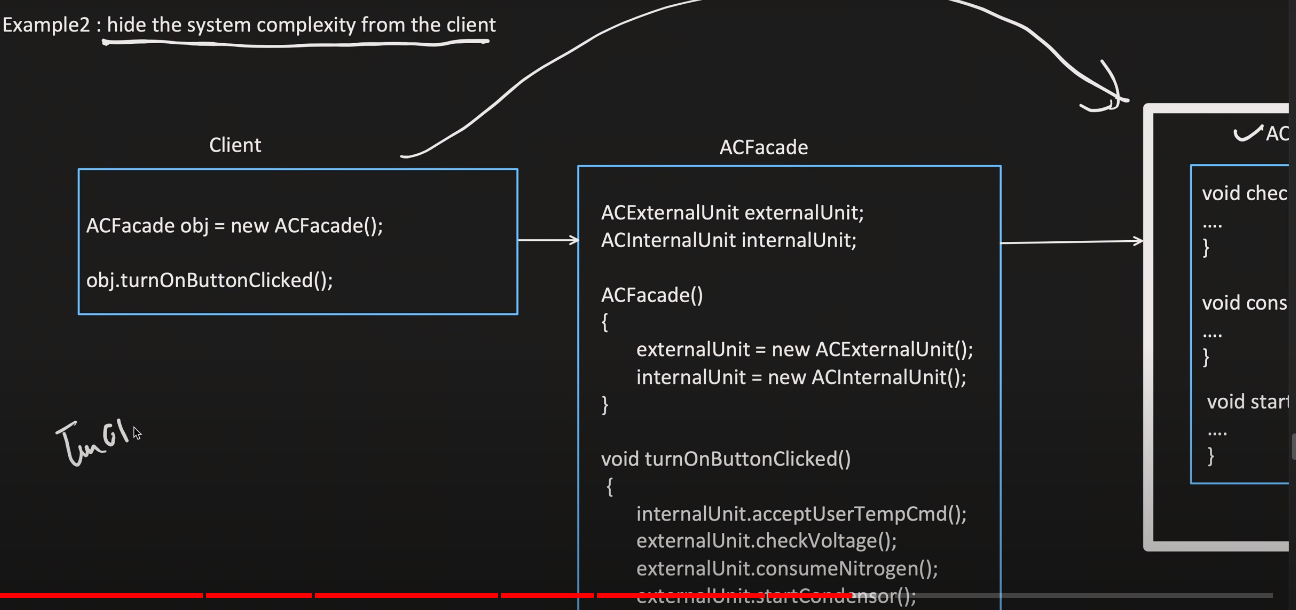 Example2 : hide the system complexity from the client
Client
ACFacade obj = new ACFacade();
obj.turnOnButtonClicked();
ACFacade
ACExternalUnit externalUnit;
ACInternalUnit internalUnit;
ACFacade()
{
externalUnit = new ACExternalUnit();
internalUnit = new ACInternalUnit();
}
void turnOnButtonClicked()
{
internalUnit.acceptUserTempCmd();
externalUnit.checkVoltage();
externalUnit.consumeNitrogen();
externalUnit.startCondensor();
AC
void chec
....
}
void cons
....
}
void start
....
}